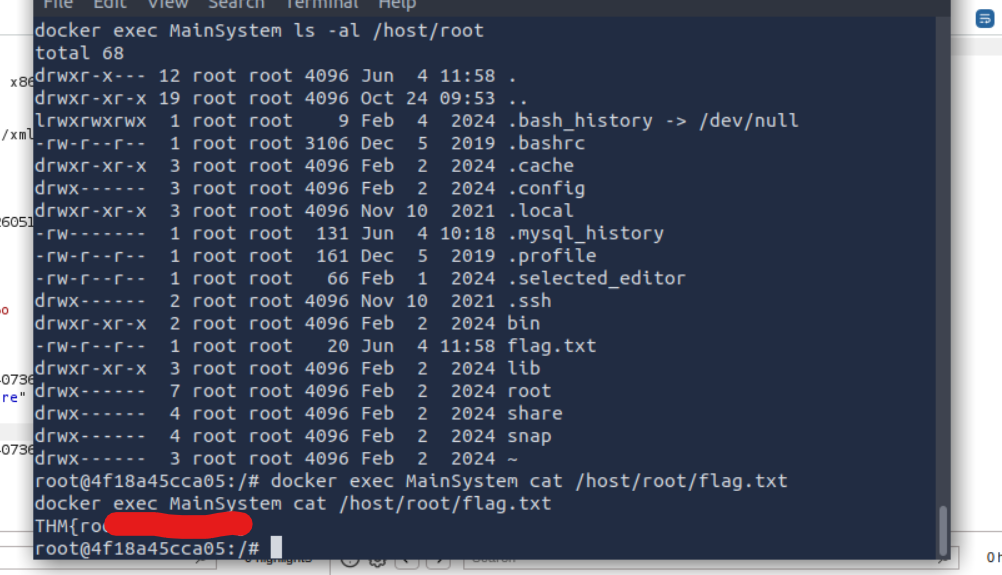 File Edit View Search Terminal Help
docker exec MainSystem ls -al /host/root
total 68
drwxr-x--- 12 root root 4096 Jun  4 11:58 .
drwxr-xr-x 19 root root 4096 Oct 24 09:53 ..
lrwxrwxrwx  1 root root    9 Feb  4  2024 .bash_history -> /dev/null
-rw-r--r--  1 root root 3106 Dec  5  2019 .bashrc
drwxr-xr-x  3 root root 4096 Feb  2  2024 .cache
drwx------  3 root root 4096 Feb  2  2024 .config
drwxr-xr-x  3 root root 4096 Nov 10  2021 .local
-rw-------  1 root root  131 Jun  4 10:18 .mysql_history
-rw-r--r--  1 root root  161 Dec  5  2019 .profile
-rw-r--r--  1 root root   66 Feb  1  2024 .selected_editor
drwx------  2 root root 4096 Nov 10  2021 .ssh
drwxr-xr-x  2 root root 4096 Feb  2  2024 bin
-rw-r--r--  1 root root   20 Jun  4 11:58 flag.txt
drwxr-xr-x  3 root root 4096 Feb  2  2024 lib
drwx------  7 root root 4096 Feb  2  2024 root
drwx------  4 root root 4096 Feb  2  2024 share
drwx------  4 root root 4096 Feb  2  2024 snap
drwx------  3 root root 4096 Feb  2  2024 ~
root@4f18a45cca05:/# docker exec MainSystem cat /host/root/flag.txt
docker exec MainSystem cat /host/root/flag.txt
THM{ro
root@4f18a45cca05:/#
x86
/xml
26051
o
40736
re"
40736